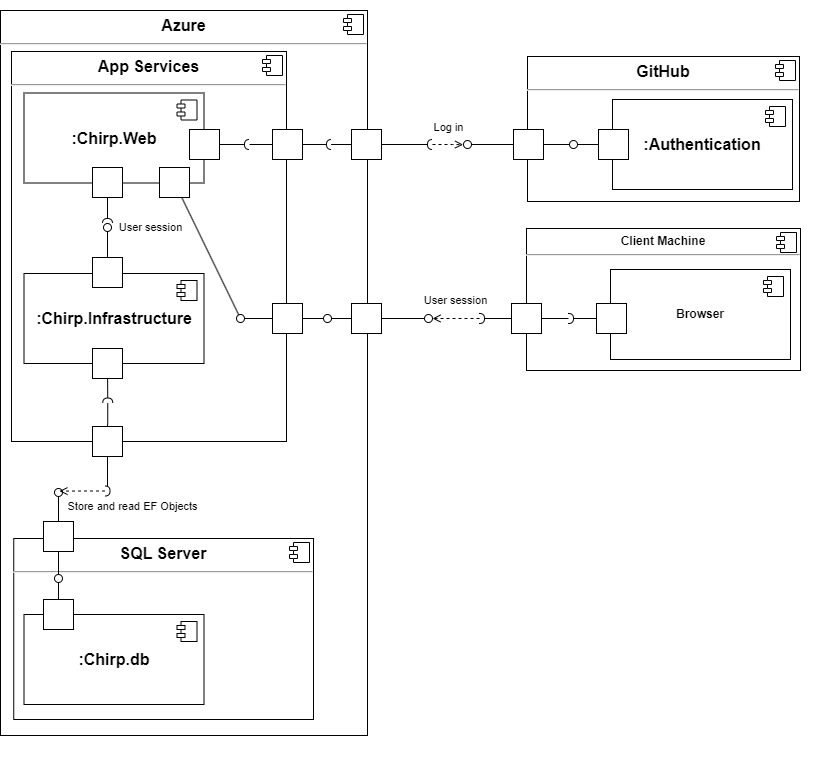 Azure
App Services
:Chirp.Web
User session
:Chirp.Infrastructure
Store and read EF Objects
SQL Server
:Chirp.db
Log in
User session
GitHub
:Authentication
Client Machine
Browser